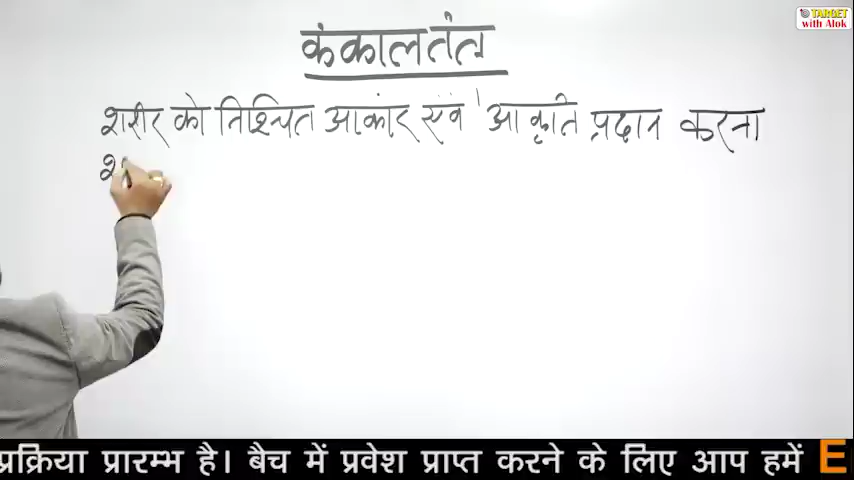 TARGET
with Alok
कंकालतंत्र
शरीर को निश्चित आकार एवं आकृति प्रदान करना
प्रक्रिया प्रारम्भ है। बैच में प्रवेश प्राप्त करने के लिए आप हमें E